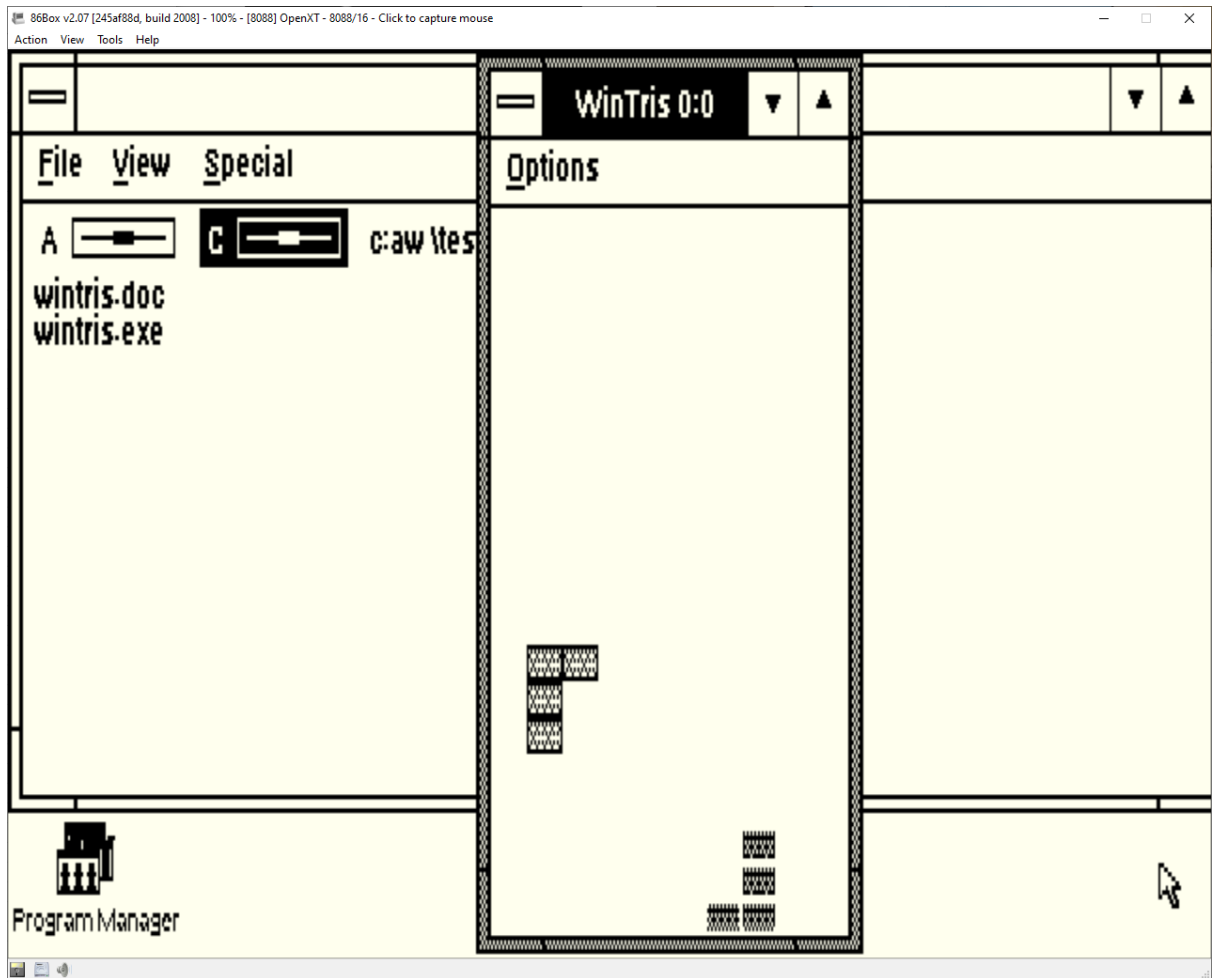 86Box v2.07 [245af88d, build 2008] - 100% - [8088] OpenXT - 8088/16 - Click to capture mouse
Action View Tools Help
WinTris 0:0
File View Special
Options
A C c:aw \tes
wintris.doc
wintris.exe
Program Manager